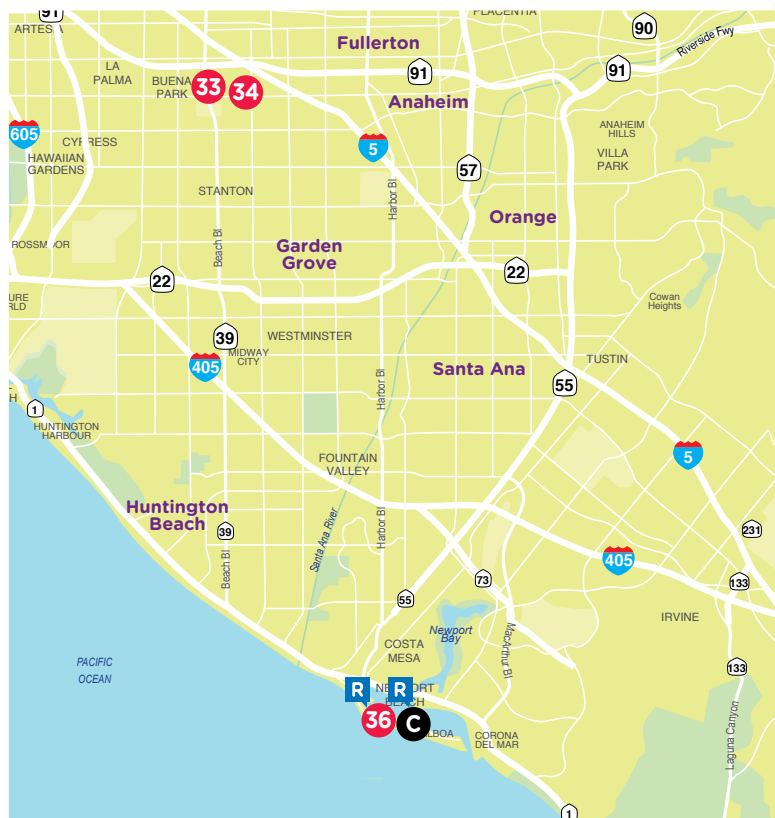 91
ARTESIA
PLACENTIA
90
Riverside Fwy
Fullerton
LA
PALMA
BUENA
PARK
33
34
91
91
Anaheim
605
CYPRESS
HAWAIIAN
GARDENS
5
ANAHEIM
HILLS
VILLA
PARK
57
STANTON
Harbor Bl
Orange
ROSSMOOR
Beach Bl
Garden
Grove
22
22
Cowan
Heights
39
WESTMINSTER
MIDWAY
CITY
405
Santa Ana
TUSTIN
55
H
1
HUNTINGTON
HARBOUR
Harbor Bl
FOUNTAIN
VALLEY
5
Huntington
Beach
39
Beach Bl
Santa Ana River
Harbor Bl
231
405
133
73
55
IRVINE
Newport
Bay
MacArthur Bl
COSTA
MESA
PACIFIC
OCEAN
133
R
R
NEWPORT
BEACH
36
C
BALBOA
CORONA
DEL MAR
Laguna Canyon
1